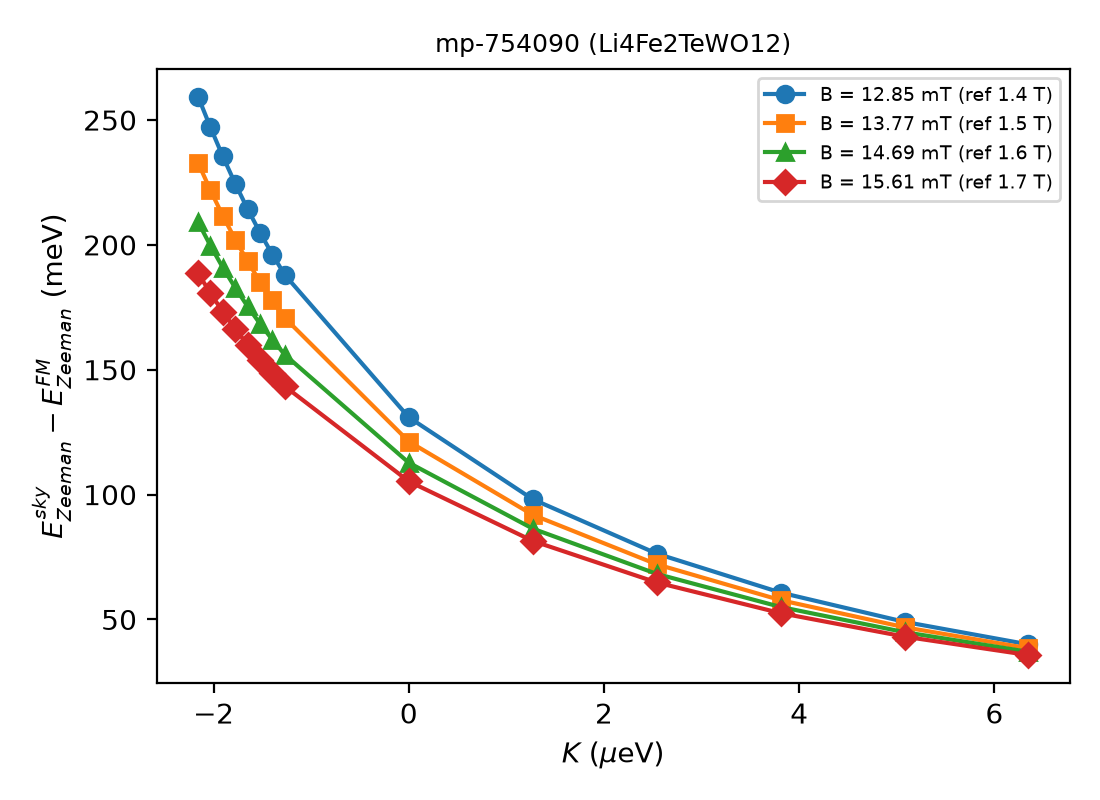 mp-754090 (Li4Fe2TeWO12)
B = 12.85 mT (ref 1.4 T)
B = 13.77 mT (ref 1.5 T)
B = 14.69 mT (ref 1.6 T)
B = 15.61 mT (ref 1.7 T)
E^{sky}_{Zeeman} − E^{FM}_{Zeeman} (meV)
250
200
150
100
50
−2 0 2 4 6
K (μeV)